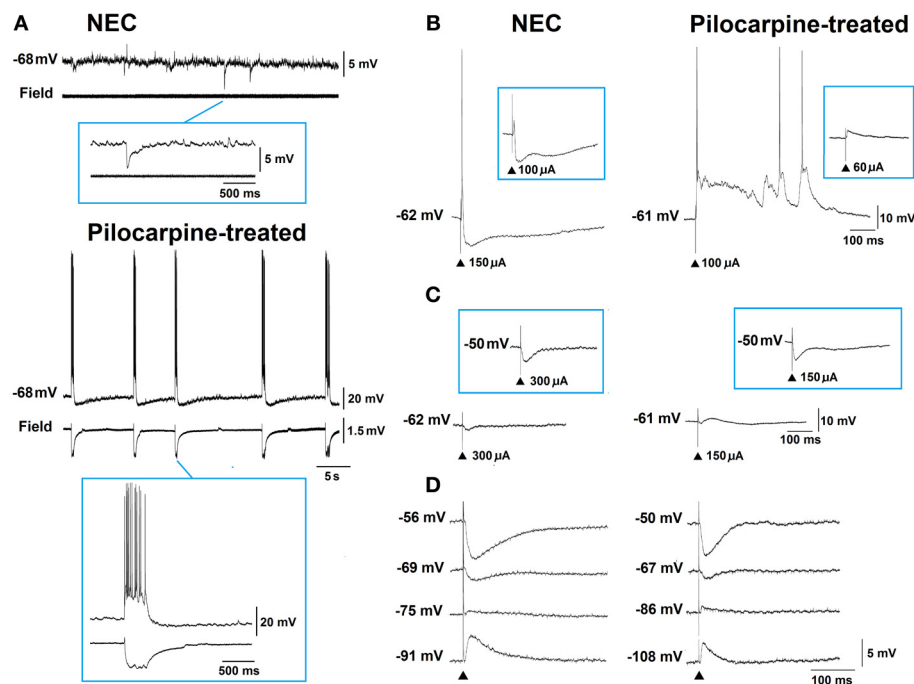 A NEC
-68 mV
5 mV
Field
5 mV
500 ms
Pilocarpine-treated
-68 mV
20 mV
Field
1.5 mV
5 s
20 mV
500 ms
B NEC Pilocarpine-treated
▲ 100 µA
▲ 60 µA
-62 mV
-61 mV
10 mV
100 ms
▲ 150 µA
▲ 100 µA
C
-50 mV
▲ 300 µA
-50 mV
▲ 150 µA
-62 mV
▲ 300 µA
-61 mV
10 mV
100 ms
▲ 150 µA
D
-56 mV
-50 mV
-69 mV
-67 mV
-75 mV
-86 mV
-91 mV
-108 mV
5 mV
100 ms
▲ ▲